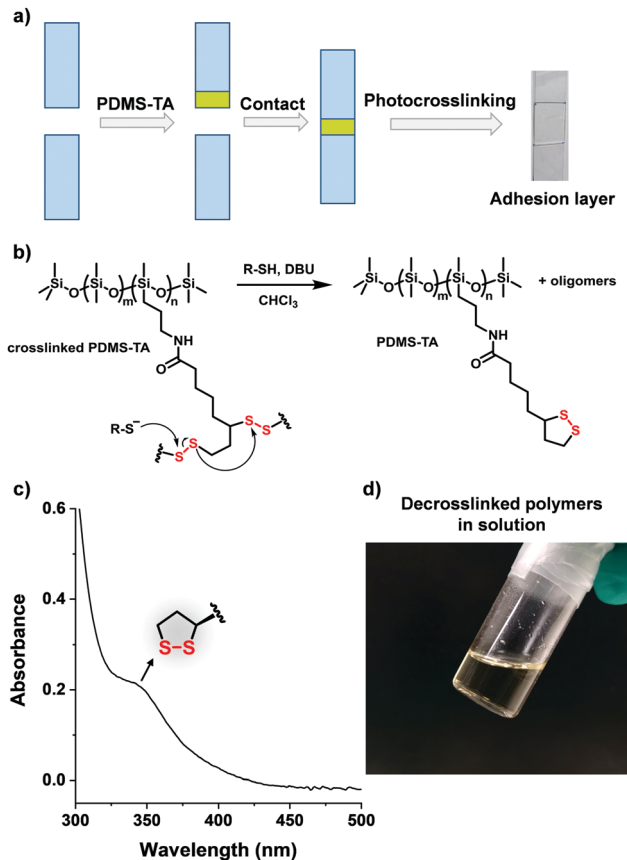 a)
PDMS-TA
Contact
Photocrosslinking
Adhesion layer
b)
Si O Si O Si O Si
m n
R-SH, DBU
CHCl3
Si O Si O Si O Si
m n
+ oligomers
NH
O
crosslinked PDMS-TA
R-S–
S S
S S
NH
O
PDMS-TA
S
S
c)
0.6
0.4
0.2
0.0
Absorbance
S–S
300 350 400 450 500
Wavelength (nm)
d)
Decrosslinked polymers
in solution